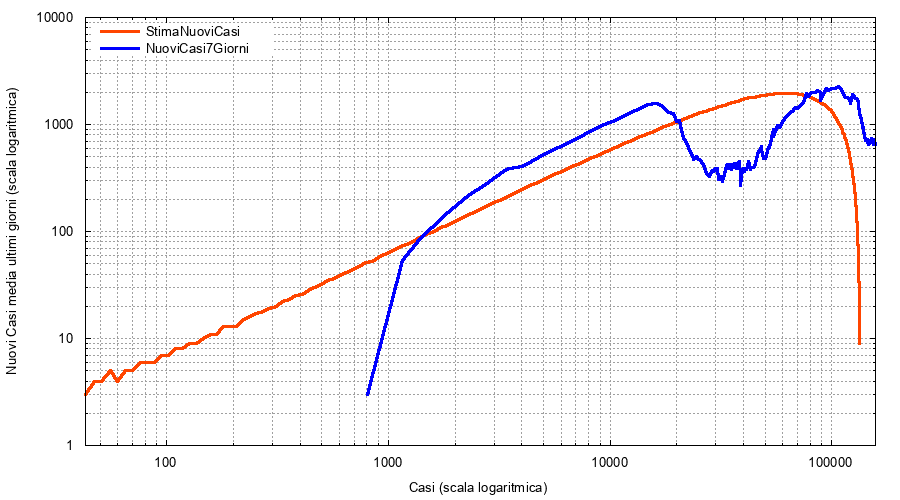 10000
StimaNuoviCasi
NuoviCasi7Giorni
1000
100
10
1
Nuovi Casi media ultimi giorni (scala logaritmica)
100 1000 10000 100000
Casi (scala logaritmica)